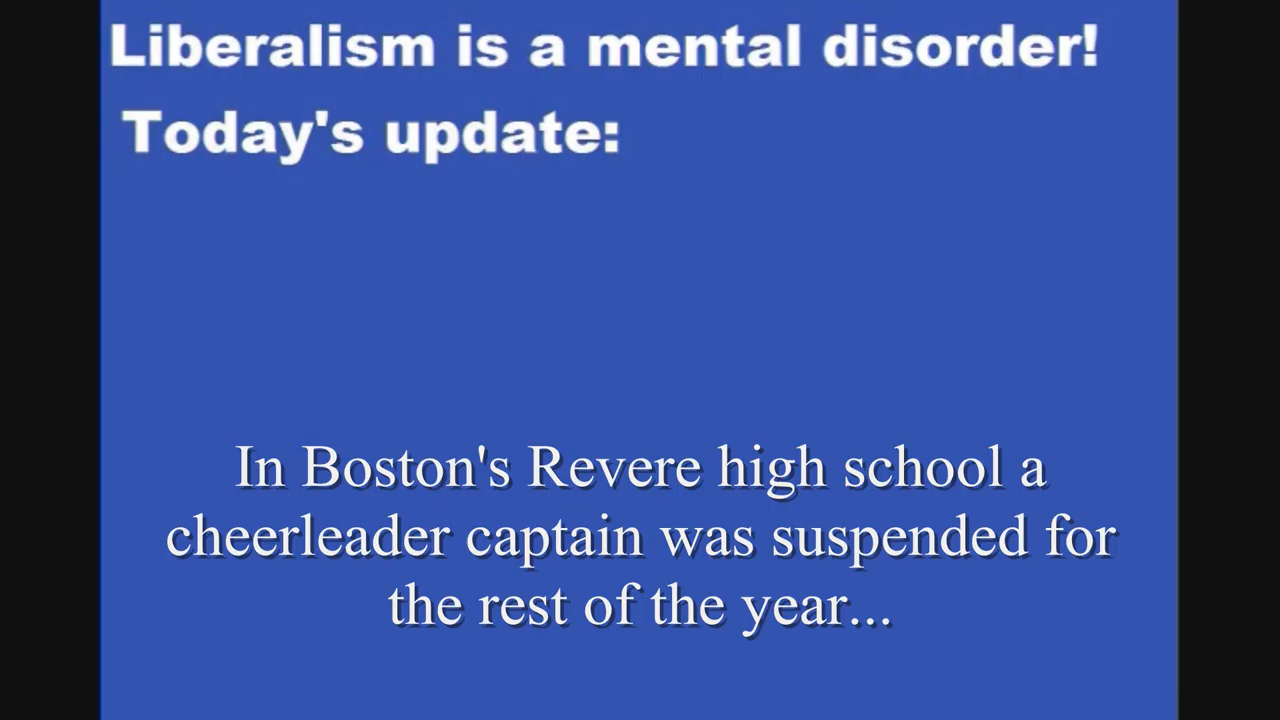 Liberalism is a mental disorder!
Today's update:
In Boston's Revere high school a
cheerleader captain was suspended for
the rest of the year...